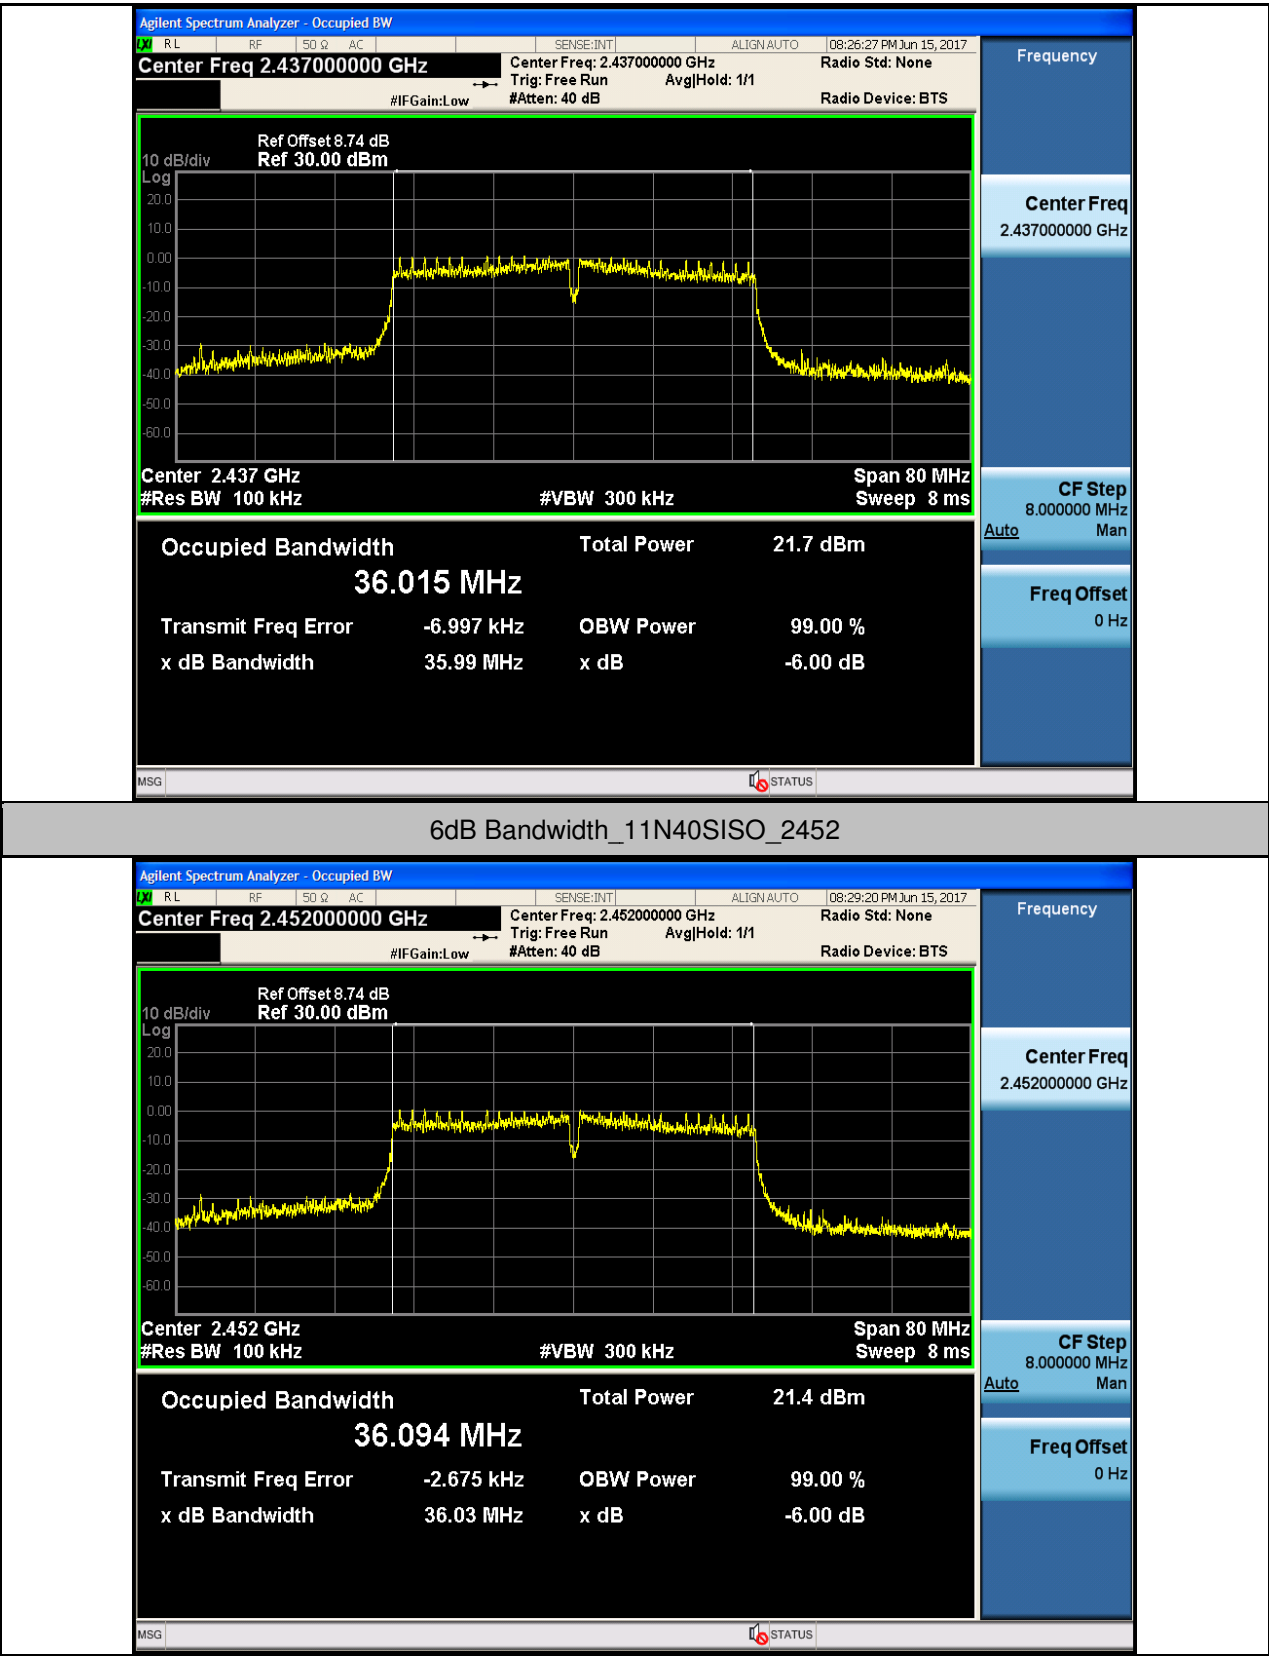 Agilent Spectrum Analyzer - Occupied BW
LXI RL RF 50 Ω AC SENSE:INT ALIGN AUTO 08:26:27 PM Jun 15, 2017
Center Freq 2.437000000 GHz
Center Freq: 2.437000000 GHz Radio Std: None
Trig: Free Run Avg|Hold: 1/1
#IFGain:Low #Atten: 40 dB Radio Device: BTS
Frequency
Ref Offset 8.74 dB
10 dB/div Ref 30.00 dBm
Log
20.0
10.0
0.00
-10.0
-20.0
-30.0
-40.0
-50.0
-60.0
Center 2.437 GHz Span 80 MHz
#Res BW 100 kHz #VBW 300 kHz Sweep 8 ms
Center Freq
2.437000000 GHz
CF Step
8.000000 MHz
Auto Man
Freq Offset
0 Hz
Occupied Bandwidth Total Power 21.7 dBm
36.015 MHz
Transmit Freq Error -6.997 kHz OBW Power 99.00 %
x dB Bandwidth 35.99 MHz x dB -6.00 dB
MSG STATUS
6dB Bandwidth_11N40SISO_2452
Agilent Spectrum Analyzer - Occupied BW
LXI RL RF 50 Ω AC SENSE:INT ALIGN AUTO 08:29:20 PM Jun 15, 2017
Center Freq 2.452000000 GHz
Center Freq: 2.452000000 GHz Radio Std: None
Trig: Free Run Avg|Hold: 1/1
#IFGain:Low #Atten: 40 dB Radio Device: BTS
Frequency
Ref Offset 8.74 dB
10 dB/div Ref 30.00 dBm
Log
20.0
10.0
0.00
-10.0
-20.0
-30.0
-40.0
-50.0
-60.0
Center 2.452 GHz Span 80 MHz
#Res BW 100 kHz #VBW 300 kHz Sweep 8 ms
Center Freq
2.452000000 GHz
CF Step
8.000000 MHz
Auto Man
Freq Offset
0 Hz
Occupied Bandwidth Total Power 21.4 dBm
36.094 MHz
Transmit Freq Error -2.675 kHz OBW Power 99.00 %
x dB Bandwidth 36.03 MHz x dB -6.00 dB
MSG STATUS